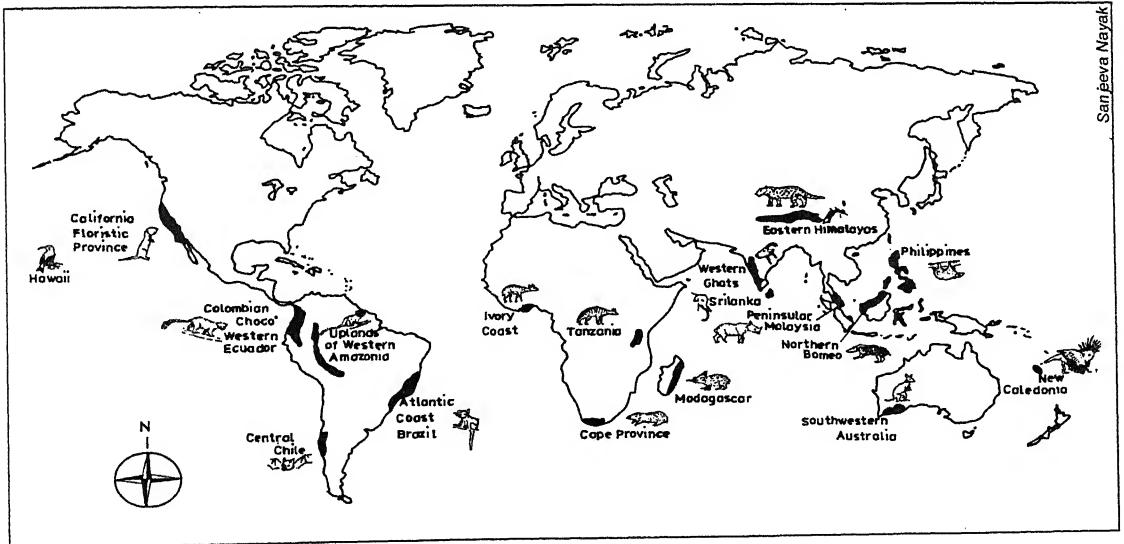 Sanjeeva Nayak
California
Floristic
Province
Hawaii
Colombian
Choco'
Western
Ecuador
Uplands
of Western
Amazonia
Atlantic
Coast
Brazil
Central
Chile
N
Ivory
Coast
Tanzania
Madagascar
Cape Province
Eastern Himalayas
Western
Ghats
Srilanka
Peninsular
Malaysia
Northern
Borneo
Philippines
New
Caledonia
Southwestern
Australia